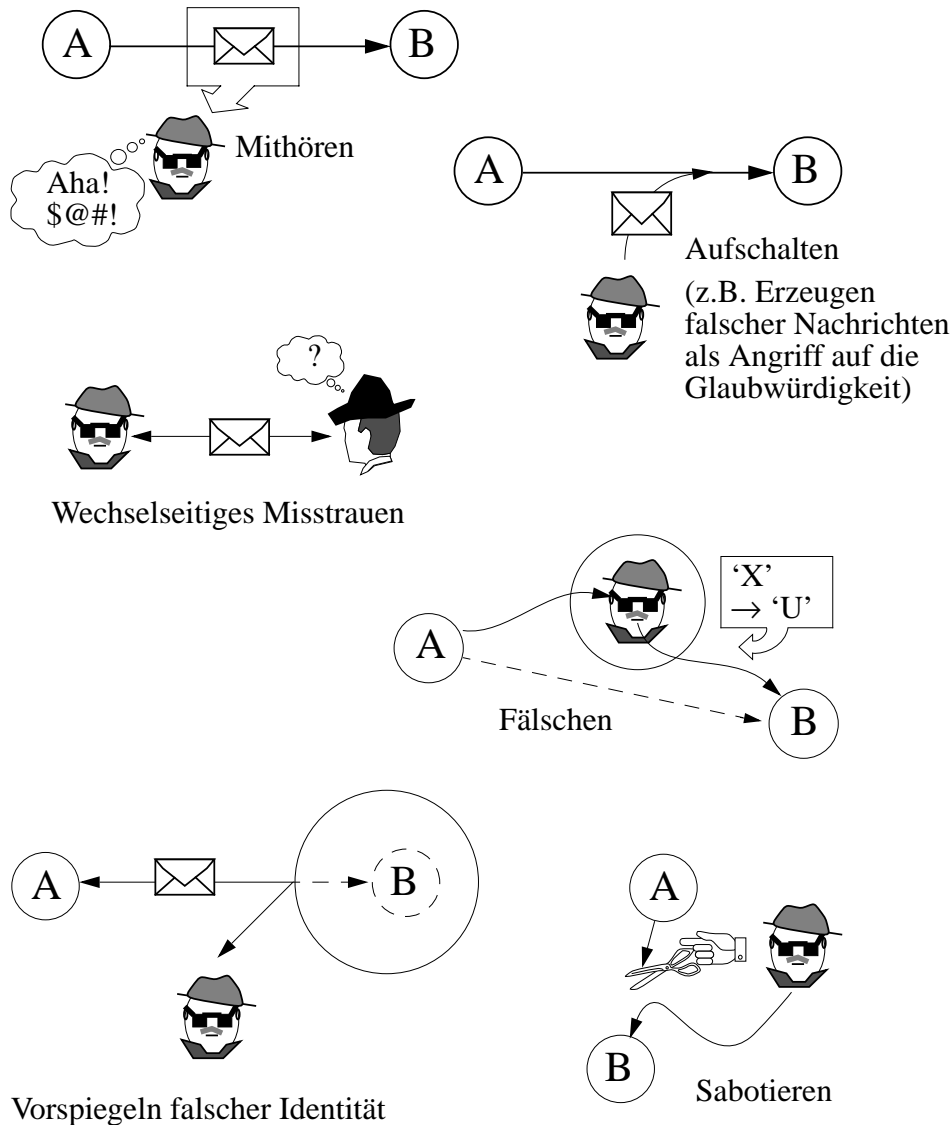 A
B
Aha!
$@#!
Mithören
A
B
Aufschalten
(z.B. Erzeugen
falscher Nachrichten
als Angriff auf die
Glaubwürdigkeit)
?
Wechselseitiges Misstrauen
‘X’
→ ‘U’
A
B
Fälschen
A
B
Vorspiegeln falscher Identität
A
B
Sabotieren